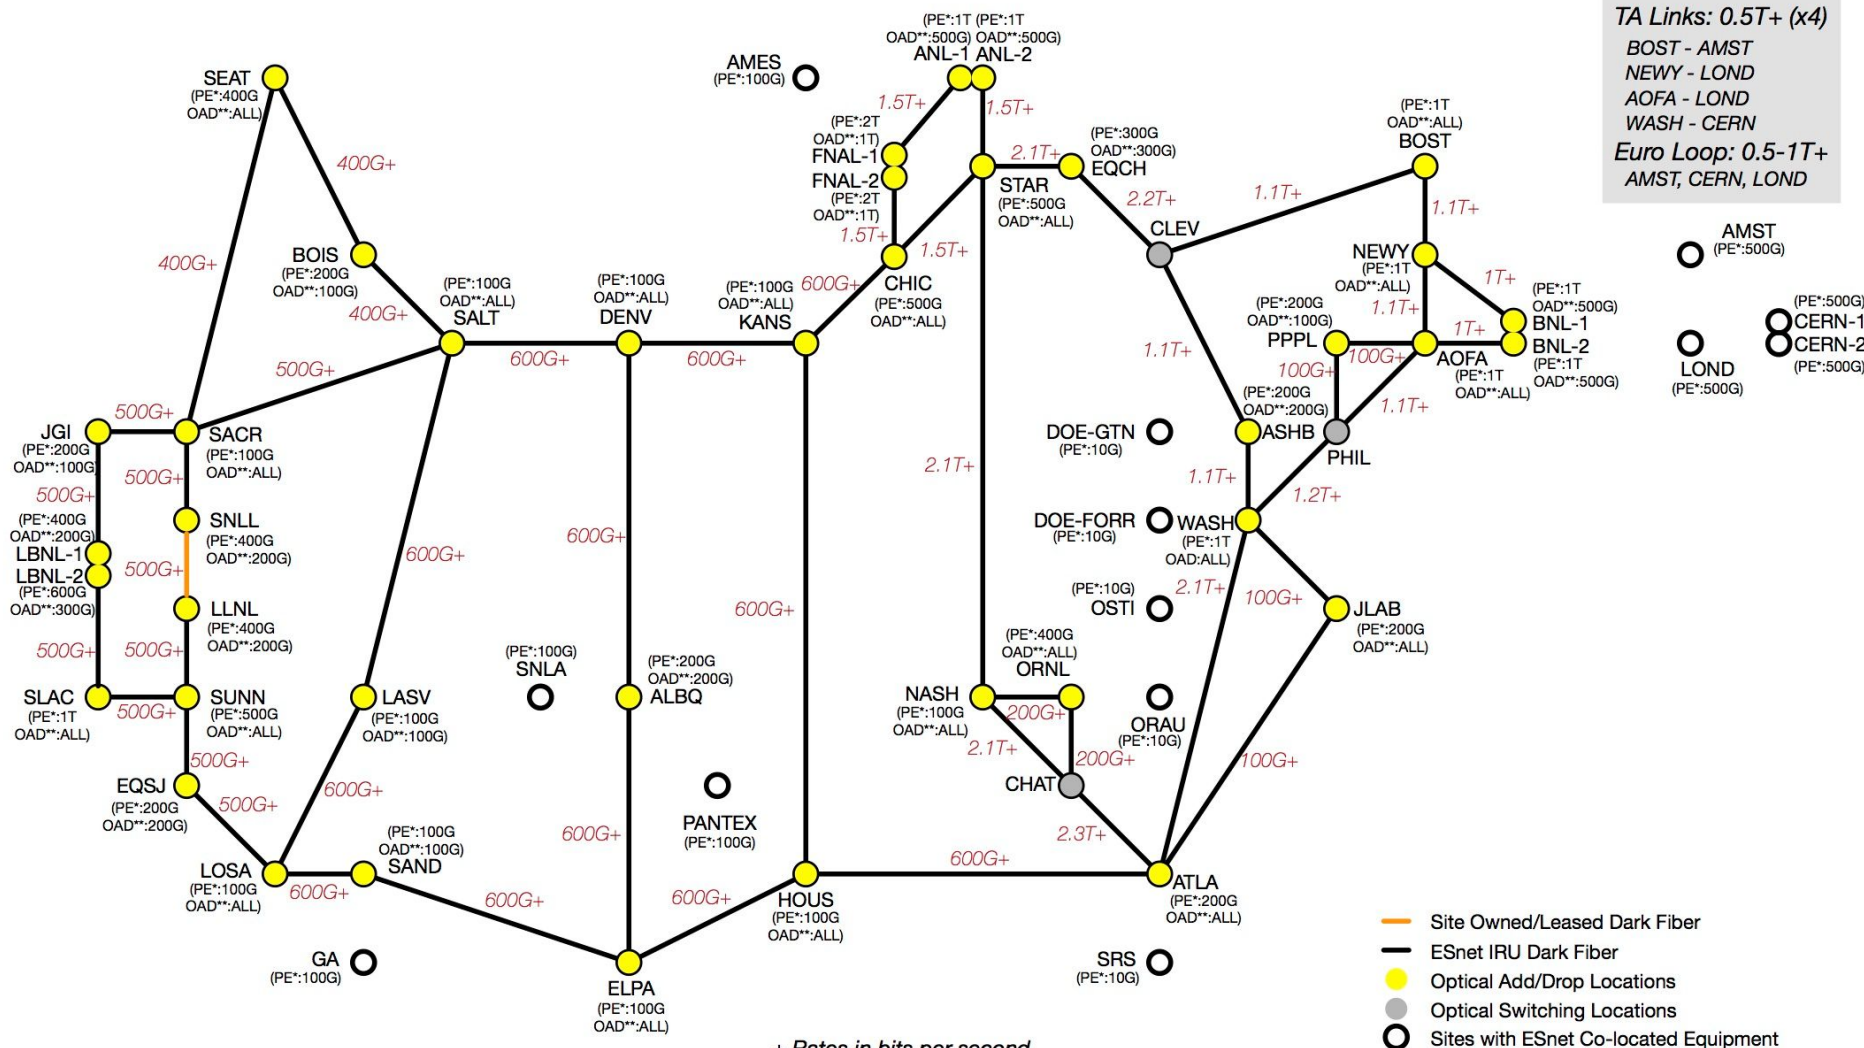 TA Links: 0.5T+ (x4)
BOST - AMST
NEWY - LOND
AOFA - LOND
WASH - CERN
Euro Loop: 0.5-1T+
AMST, CERN, LOND
(PE*:1T (PE*:1T
OAD**:500G) OAD**:500G)
ANL-1 ANL-2
AMES
(PE*:100G)
SEAT
(PE*:400G
OAD**:ALL)
1.5T+
1.5T+
(PE*:2T
OAD**:1T)
FNAL-1
FNAL-2
(PE*:2T
OAD**:1T)
1.5T+
1.5T+
2.1T+
(PE*:300G
OAD**:300G)
EQCH
STAR
(PE*:500G
OAD**:ALL)
2.2T+
CLEV
1.1T+
(PE*:1T
OAD**:ALL)
BOST
1.1T+
400G+
400G+
BOIS
(PE*:200G
OAD**:100G)
400G+
(PE*:100G
OAD**:ALL)
SALT
(PE*:100G
OAD**:ALL)
DENV
(PE*:100G
OAD**:ALL)
KANS
600G+
CHIC
(PE*:500G
OAD**:ALL)
600G+
600G+
500G+
NEWY
(PE*:1T
OAD**:ALL)
1.1T+
1T+
(PE*:1T
OAD**:500G)
BNL-1
BNL-2
(PE*:1T
OAD**:500G)
1T+
(PE*:200G
OAD**:100G)
PPPL
100G+
100G+
AOFA
(PE*:1T
OAD**:ALL)
1.1T+
AMST
(PE*:500G)
(PE*:500G)
CERN-1
CERN-2
(PE*:500G)
LOND
(PE*:500G)
1.1T+
(PE*:200G
OAD**:200G)
ASHB
PHIL
1.1T+
1.2T+
DOE-GTN
(PE*:10G)
DOE-FORR
(PE*:10G)
WASH
(PE*:1T
OAD:ALL)
2.1T+
100G+
(PE*:10G)
OSTI
JLAB
(PE*:200G
OAD**:ALL)
500G+
JGI
(PE*:200G
OAD**:100G)
SACR
(PE*:100G
OAD**:ALL)
500G+
500G+
SNLL
(PE*:400G
OAD**:200G)
(PE*:400G
OAD**:200G)
LBNL-1
LBNL-2
(PE*:600G
OAD**:300G)
500G+
LLNL
(PE*:400G
OAD**:200G)
500G+
500G+
SLAC
(PE*:1T
OAD**:ALL)
500G+
SUNN
(PE*:500G
OAD**:ALL)
500G+
EQSJ
(PE*:200G
OAD**:200G)
500G+
600G+
LASV
(PE*:100G
OAD**:100G)
600G+
LOSA
(PE*:100G
OAD**:ALL)
600G+
(PE*:100G
OAD**:100G)
SAND
600G+
(PE*:100G)
SNLA
600G+
(PE*:200G
OAD**:200G)
ALBQ
600G+
PANTEX
(PE*:100G)
600G+
600G+
HOUS
(PE*:100G
OAD**:ALL)
600G+
2.1T+
(PE*:400G
OAD**:ALL)
ORNL
NASH
(PE*:100G
OAD**:ALL)
200G+
2.1T+
200G+
CHAT
2.3T+
ORAU
(PE*:10G)
100G+
ATLA
(PE*:200G
OAD**:ALL)
GA
(PE*:100G)
ELPA
(PE*:100G
OAD**:ALL)
SRS
(PE*:10G)
Site Owned/Leased Dark Fiber
ESnet IRU Dark Fiber
Optical Add/Drop Locations
Optical Switching Locations
Sites with ESnet Co-located Equipment
+ Rates in bits per second